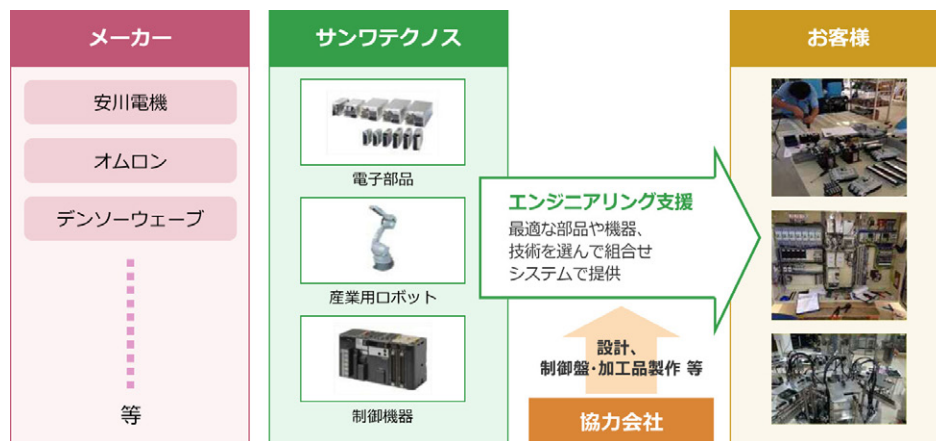 メーカー
安川電機
オムロン
デンソーウェーブ
等
サンワテクノス
電子部品
産業用ロボット
制御機器
エンジニアリング支援
最適な部品や機器、
技術を選んで組合せ
システムで提供
設計、
制御盤・加工品製作 等
協力会社
お客様